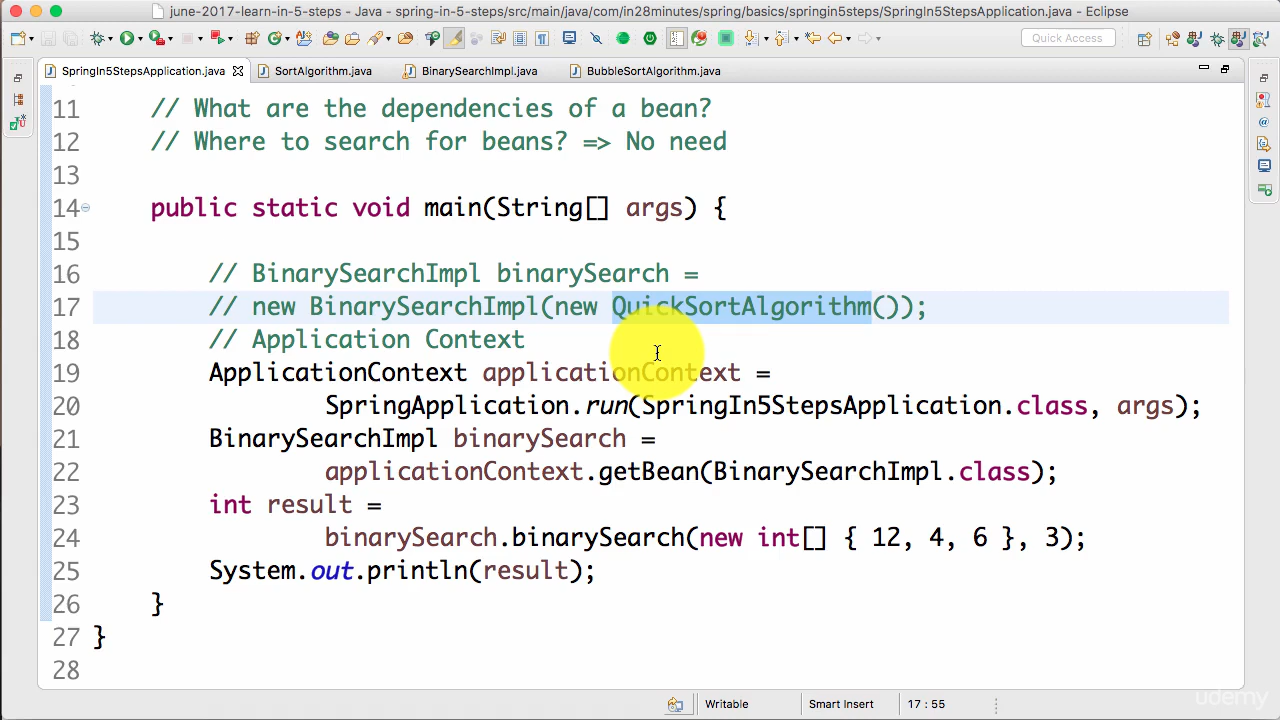 june-2017-learn-in-5-steps - Java - spring-in-5-steps/src/main/java/com/in28minutes/spring/basics/springin5steps/SpringIn5StepsApplication.java - Eclipse
Quick Access
SpringIn5StepsApplication.java
SortAlgorithm.java
BinarySearchImpl.java
BubbleSortAlgorithm.java
11 // What are the dependencies of a bean?
12 // Where to search for beans? => No need
13
14 public static void main(String[] args) {
15
16 // BinarySearchImpl binarySearch =
17 // new BinarySearchImpl(new QuickSortAlgorithm());
18 // Application Context
19 ApplicationContext applicationContext =
20 SpringApplication.run(SpringIn5StepsApplication.class, args);
21 BinarySearchImpl binarySearch =
22 applicationContext.getBean(BinarySearchImpl.class);
23 int result =
24 binarySearch.binarySearch(new int[] { 12, 4, 6 }, 3);
25 System.out.println(result);
26 }
27 }
28
Writable
Smart Insert
17 : 55
udemy